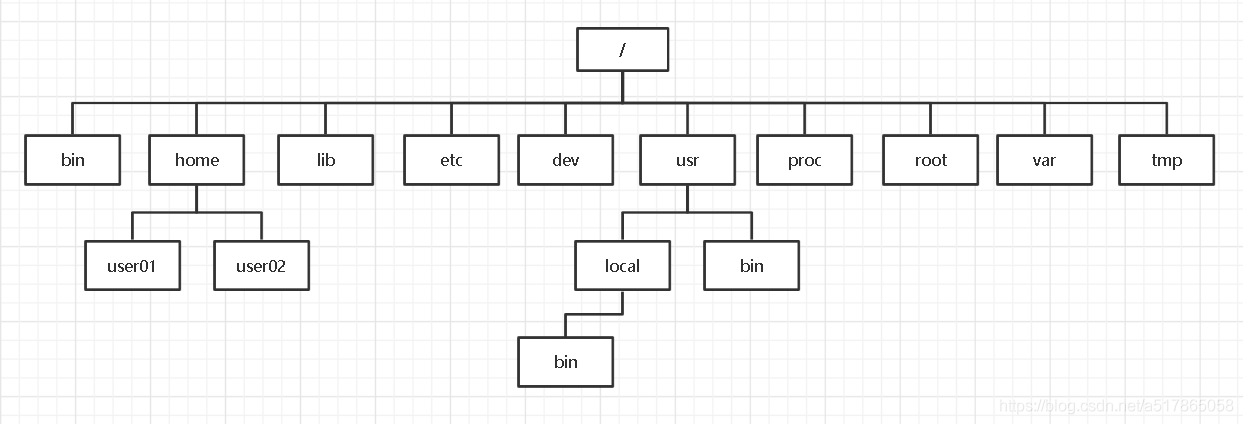 /
bin home lib etc dev usr proc root var tmp
user01 user02 local bin
bin
https://blog.csdn.net/a517865058